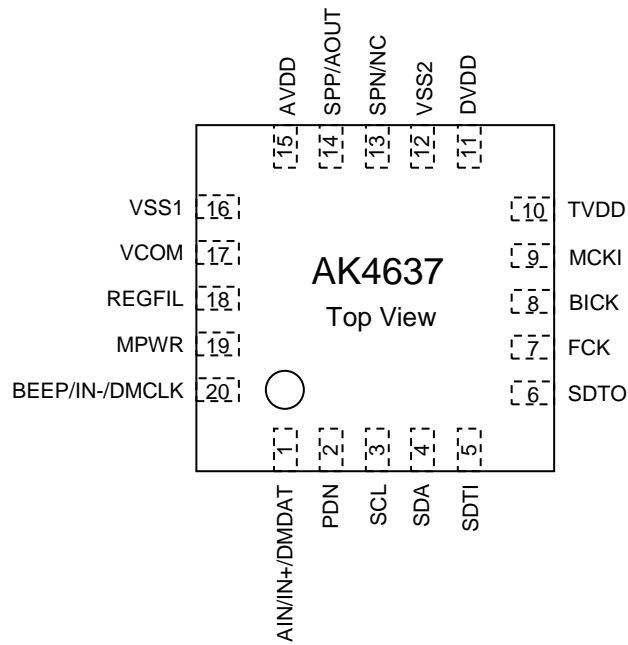 AVDD
SPP/AOUT
SPN/NC
VSS2
DVDD
15
14
13
12
11
VSS1
16
10
TVDD
VCOM
17
9
MCKI
AK4637
REGFIL
18
8
BICK
Top View
MPWR
19
7
FCK
BEEP/IN-/DMCLK
20
6
SDTO
1
2
3
4
5
AIN/IN+/DMDAT
PDN
SCL
SDA
SDTI